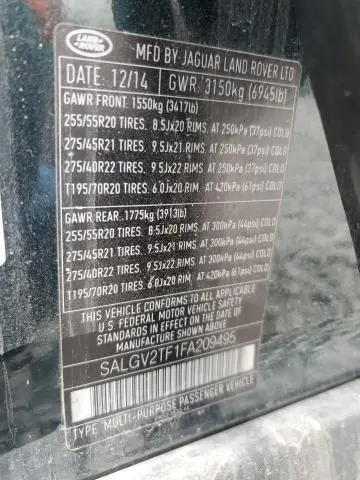 LAND ROVER
MFD BY JAGUAR LAND ROVER LTD
DATE: 12/14 GWR: 3150kg (6945lb)
GAWR FRONT: 1550kg (3417lb)
255/55R20 TIRES. 8.5Jx20 RIMS, AT 250kPa (37psi) COLD
275/45R21 TIRES. 9.5Jx21 RIMS. AT 250kPa (37psi) COLD
275/40R22 TIRES. 9.5Jx22 RIMS, AT 250kPa (37psi) COLD
T195/70R20 TIRES. 6.0Jx20 RIM, AT 420kPa (61psi) COLD
GAWR REAR: 1775kg (3913lb)
255/55R20 TIRES. 8.5Jx20 RIMS. AT 300kPa (44psi) COLD
275/45R21 TIRES. 9.5Jx21 RIMS, AT 300kPa (44psi) COLD
275/40R22 TIRES. 9.5Jx22 RIMS. AT 300kPa (44psi) COLD
T195/70R20 TIRES. 6.0Jx20 RIM, AT 420kPa (61psi) COLD
THIS VEHICLE CONFORMS TO ALL APPLICABLE
U.S. FEDERAL MOTOR VEHICLE SAFETY
STANDARDS IN EFFECT ON THE DATE OF
MANUFACTURE SHOWN ABOVE.
SALGV2TF1FA209495
TYPE: MULTI-PURPOSE PASSENGER VEHICLE